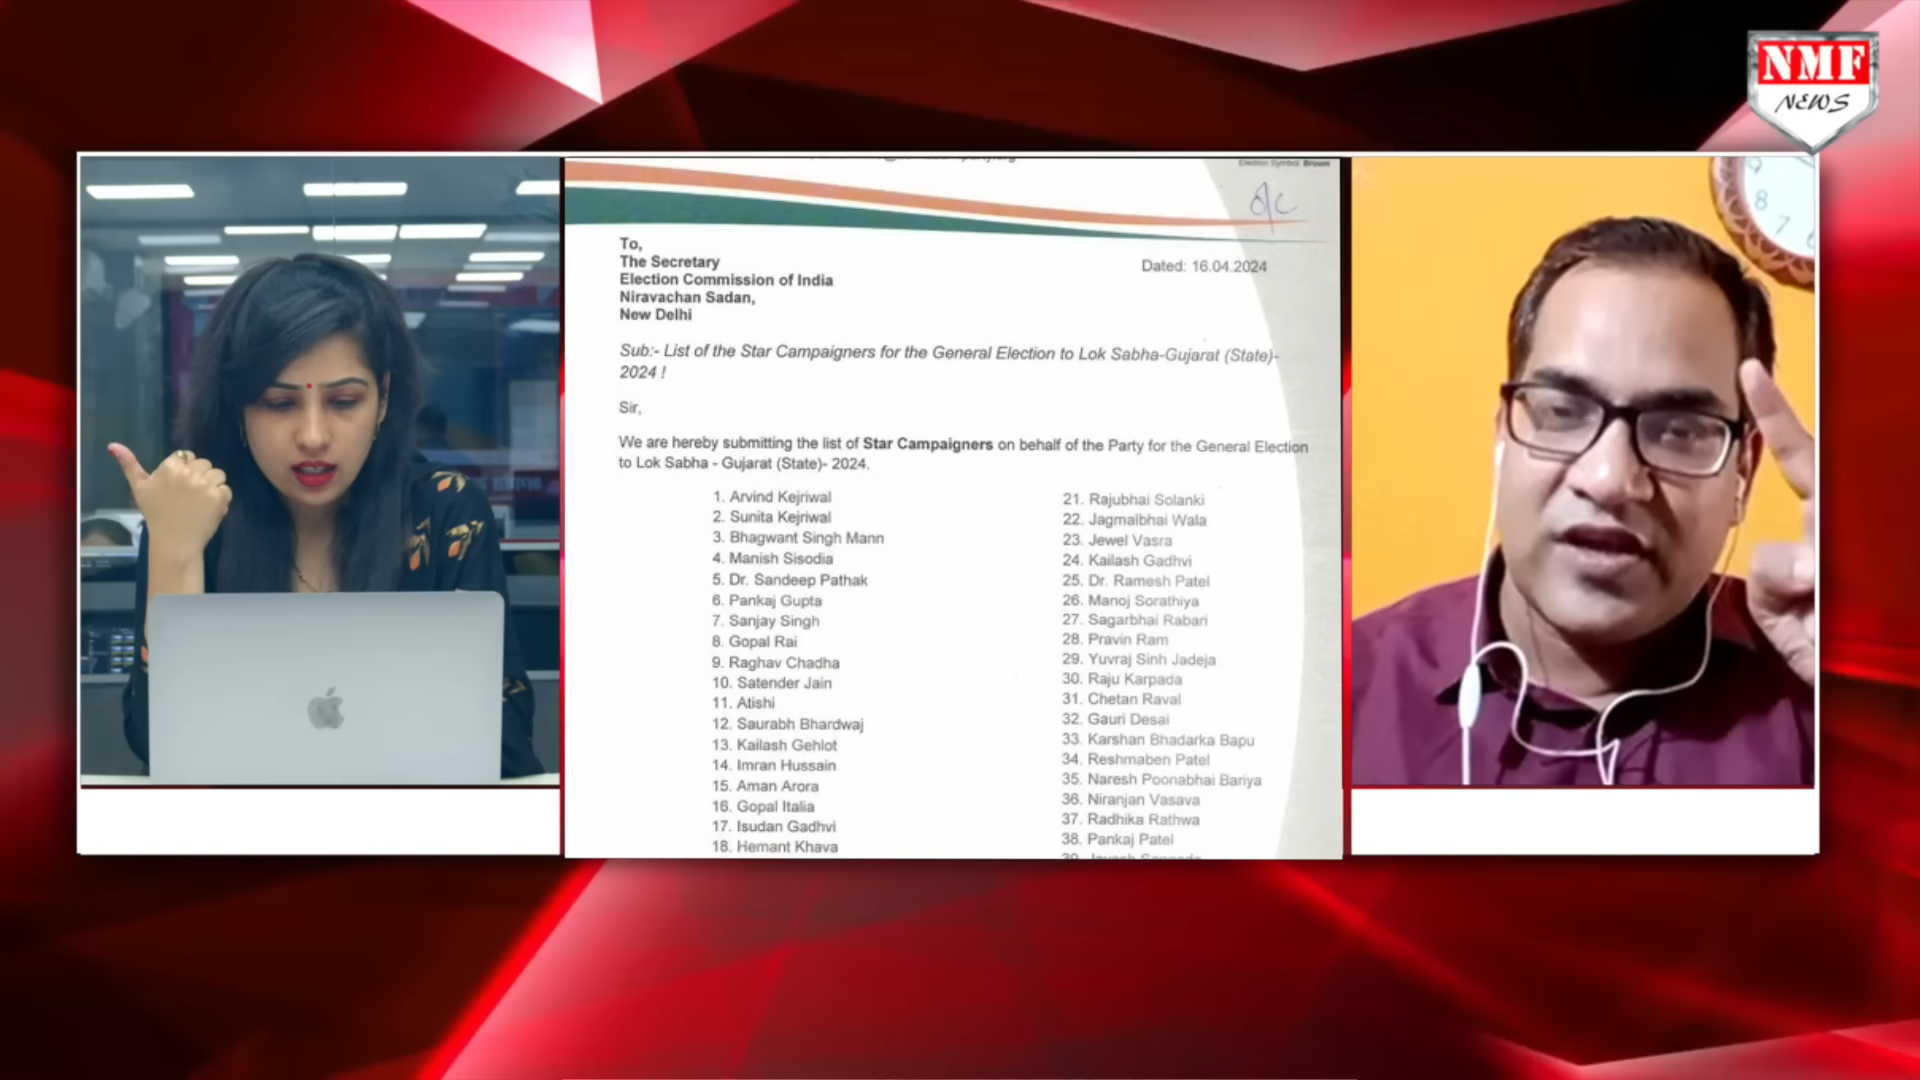 NMF
NEWS
Election Symbol: Broom
To,
The Secretary
Election Commission of India
Niravachan Sadan,
New Delhi
Dated: 16.04.2024
Sub:- List of the Star Campaigners for the General Election to Lok Sabha-Gujarat (State)-
2024 !
Sir,
We are hereby submitting the list of Star Campaigners on behalf of the Party for the General Election
to Lok Sabha - Gujarat (State)- 2024.
1. Arvind Kejriwal
2. Sunita Kejriwal
3. Bhagwant Singh Mann
4. Manish Sisodia
5. Dr. Sandeep Pathak
6. Pankaj Gupta
7. Sanjay Singh
8. Gopal Rai
9. Raghav Chadha
10. Satender Jain
11. Atishi
12. Saurabh Bhardwaj
13. Kailash Gehlot
14. Imran Hussain
15. Aman Arora
16. Gopal Italia
17. Isudan Gadhvi
18. Hemant Khava
21. Rajubhai Solanki
22. Jagmalbhai Wala
23. Jewel Vasra
24. Kailash Gadhvi
25. Dr. Ramesh Patel
26. Manoj Sorathiya
27. Sagarbhai Rabari
28. Pravin Ram
29. Yuvraj Sinh Jadeja
30. Raju Karpada
31. Chetan Raval
32. Gauri Desai
33. Karshan Bhadarka Bapu
34. Reshmaben Patel
35. Naresh Poonabhai Bariya
36. Niranjan Vasava
37. Radhika Rathwa
38. Pankaj Patel
9
8
7
6